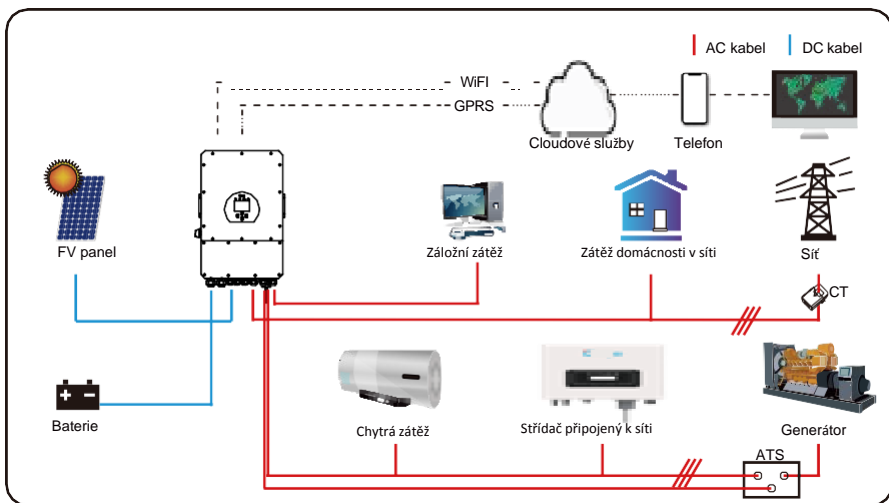 AC kabel
DC kabel
WiFI
GPRS
Cloudové služby
Telefon
FV panel
Záložní zátěž
Zátěž domácnosti v síti
Síť
CT
Baterie
Chytrá zátěž
Střídač připojený k síti
Generátor
ATS